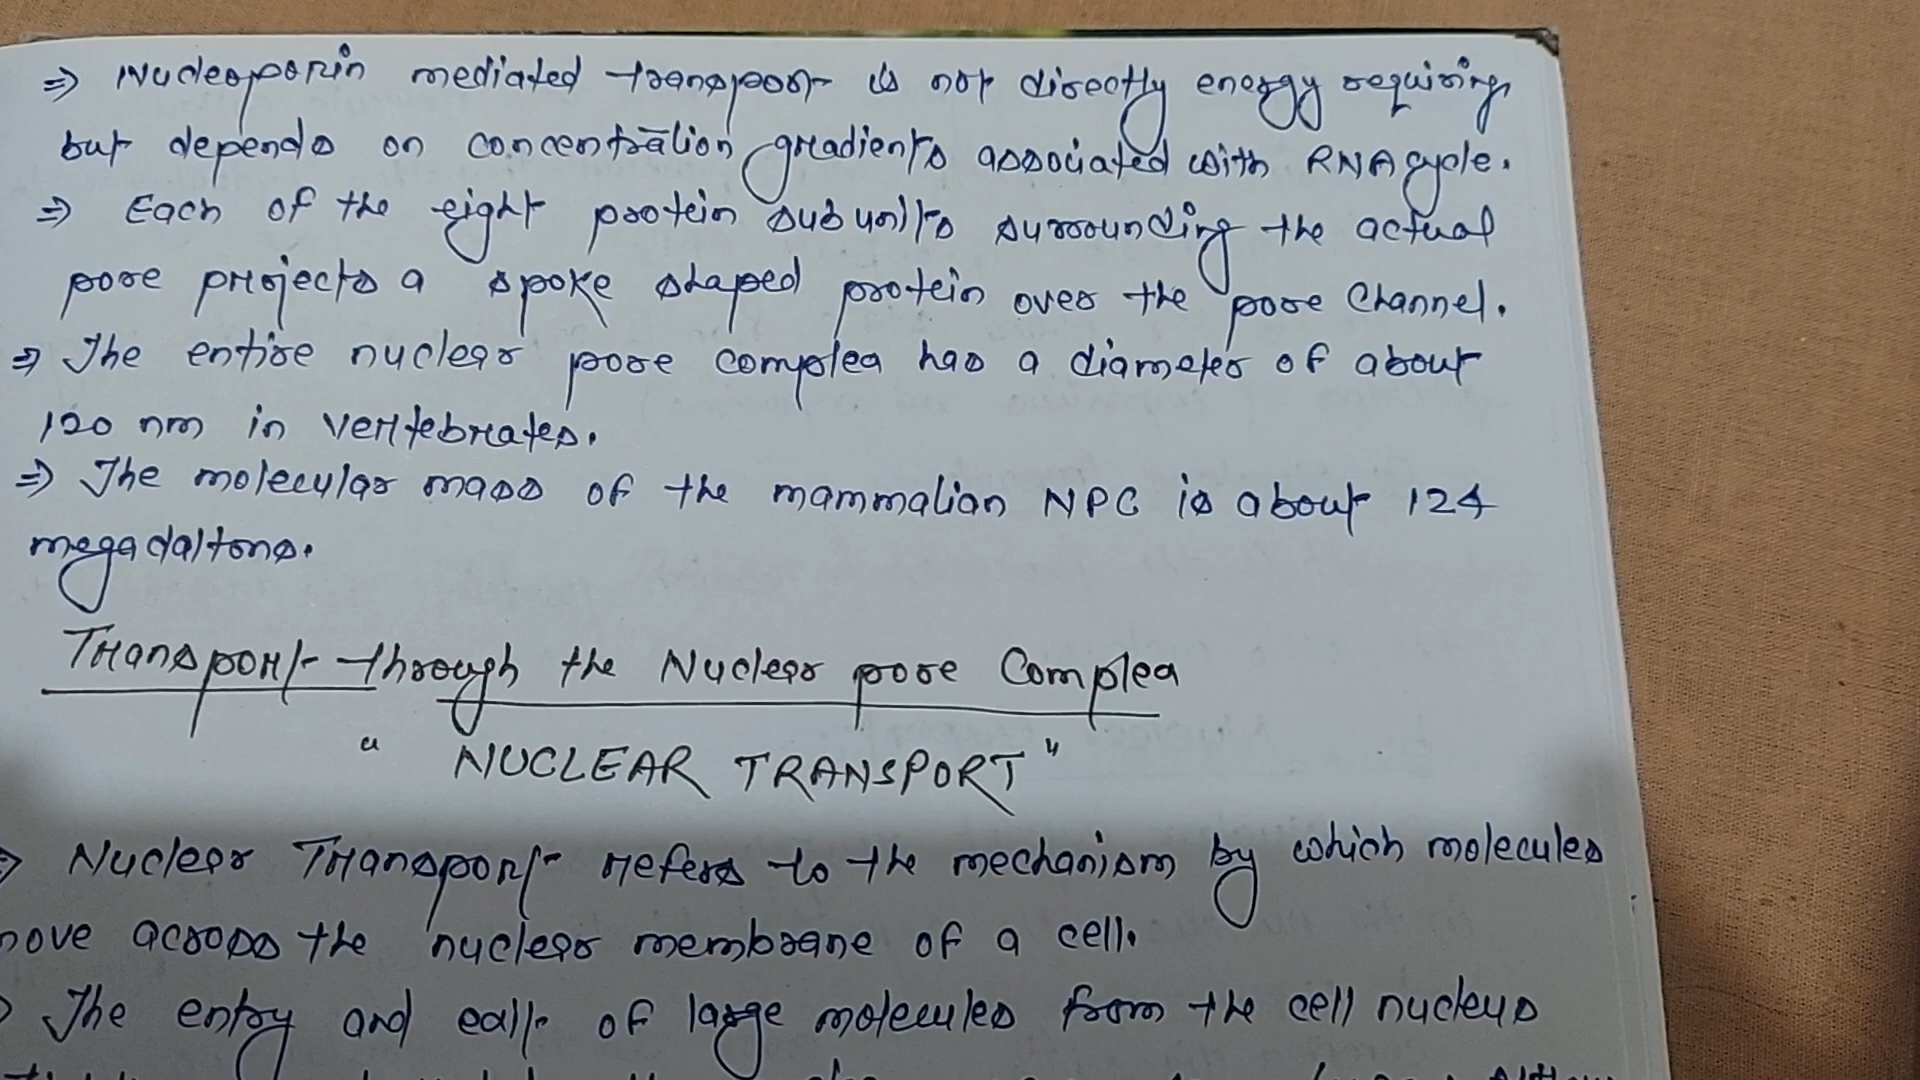 ⇒ Nucleoporin mediated transport is not directly energy requiring
but depends on concentration gradients associated with RNA cycle.
⇒ Each of the eight protein subunits surrounding the actual
pore projects a spoke shaped protein over the pore channel.
⇒ The entire nuclear pore complex has a diameter of about
120 nm in vertebrates.
⇒ The molecular mass of the mammalian NPC is about 124
megadaltons.
Transport through the Nuclear pore Complex
"NUCLEAR TRANSPORT"
⇒ Nuclear Transport refers to the mechanism by which molecules
move across the nuclear membrane of a cell.
⇒ The entry and exit of large molecules from the cell nucleus